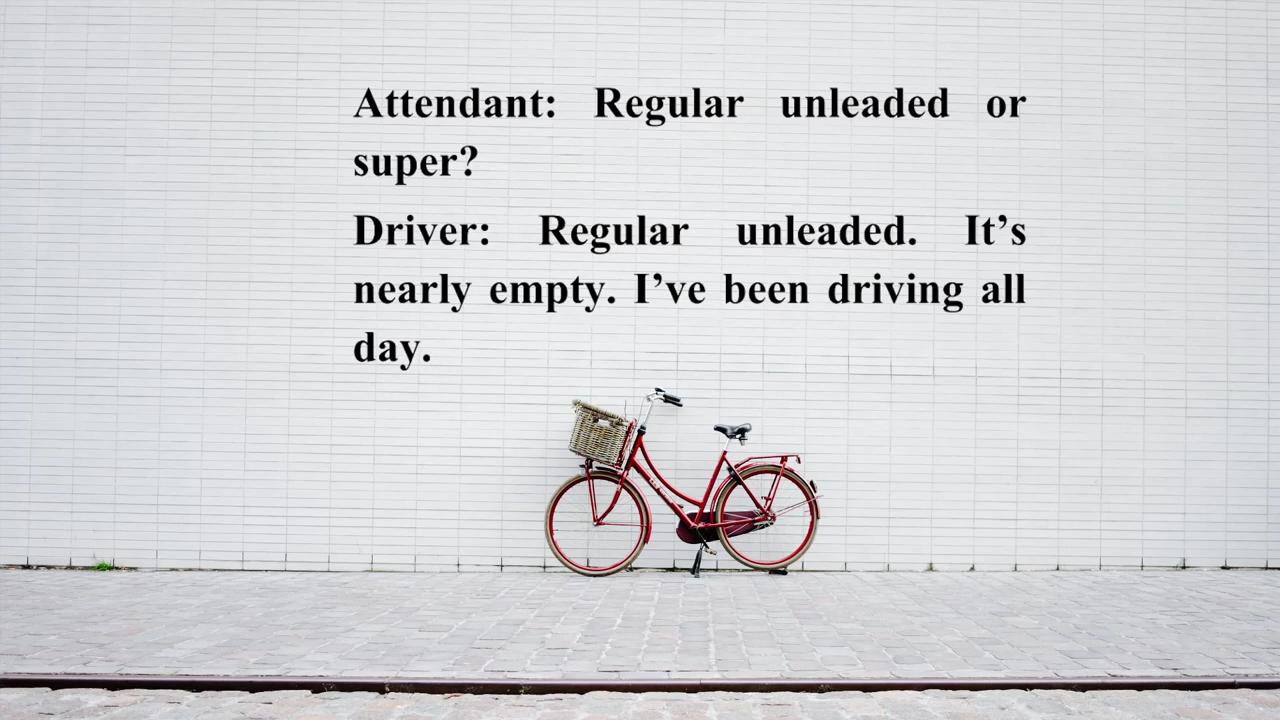 Attendant: Regular unleaded or
super?
Driver: Regular unleaded. It’s
nearly empty. I’ve been driving all
day.